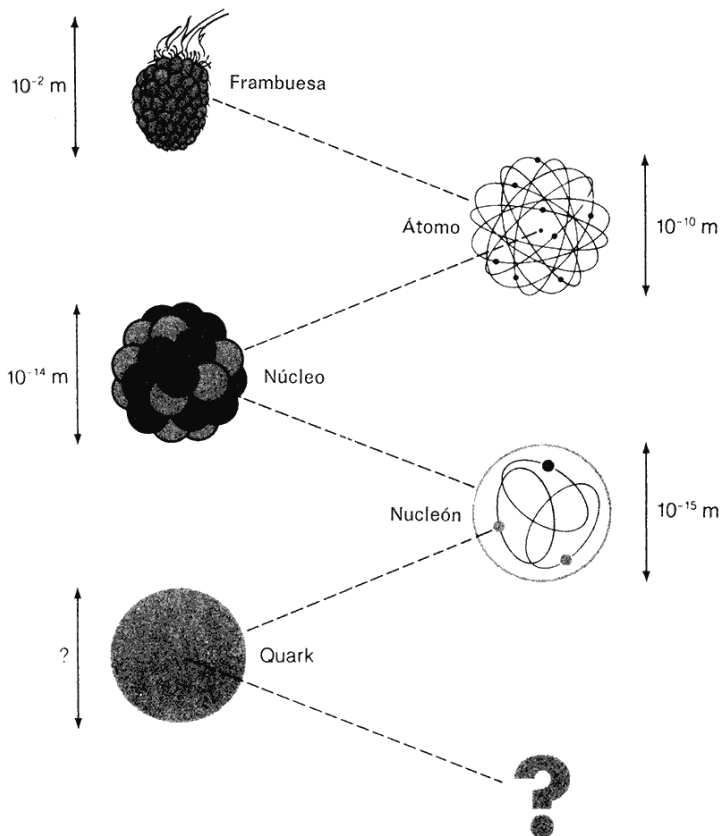 10⁻² m
Frambuesa
Átomo
10⁻¹⁰ m
10⁻¹⁴ m
Núcleo
Nucleón
10⁻¹⁵ m
?
Quark
?